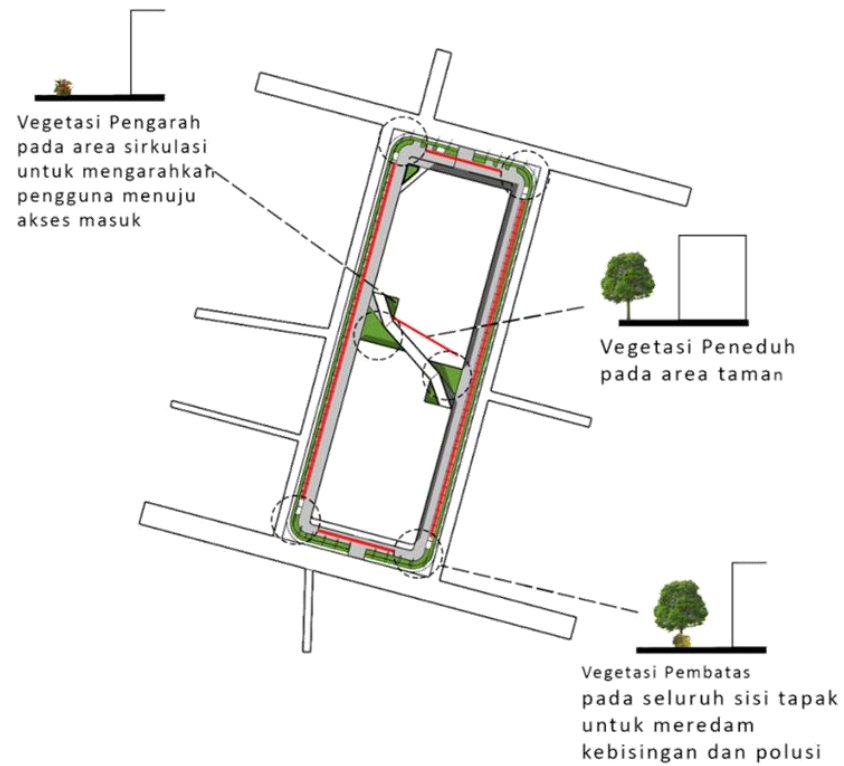 Vegetasi Pengarah
pada area sirkulasi
untuk mengarahkan
pengguna menuju
akses masuk
Vegetasi Peneduh
pada area taman
Vegetasi Pembatas
pada seluruh sisi tapak
untuk meredam
kebisingan dan polusi